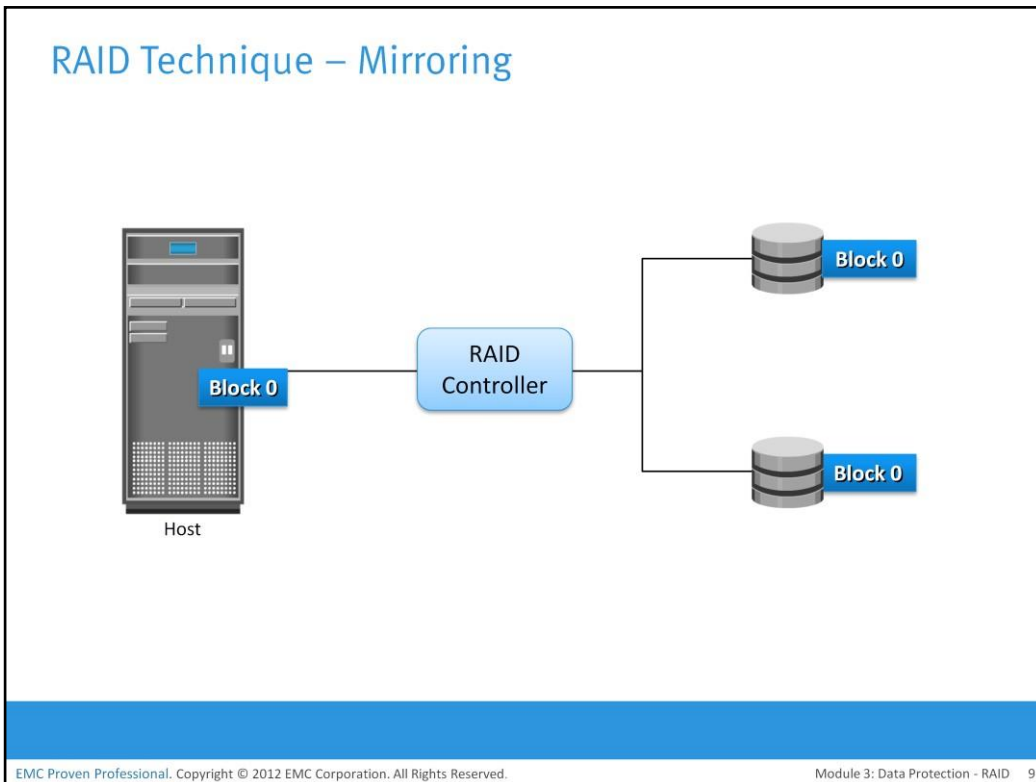 RAID Technique – Mirroring
Block 0
RAID
Controller
Block 0
Block 0
Host
EMC Proven Professional. Copyright © 2012 EMC Corporation. All Rights Reserved.
Module 3: Data Protection - RAID 9